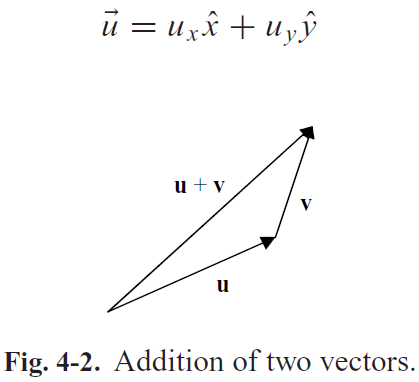 u⃗ = uₓx̂ + u_yŷ
u + v
v
u
Fig. 4-2. Addition of two vectors.